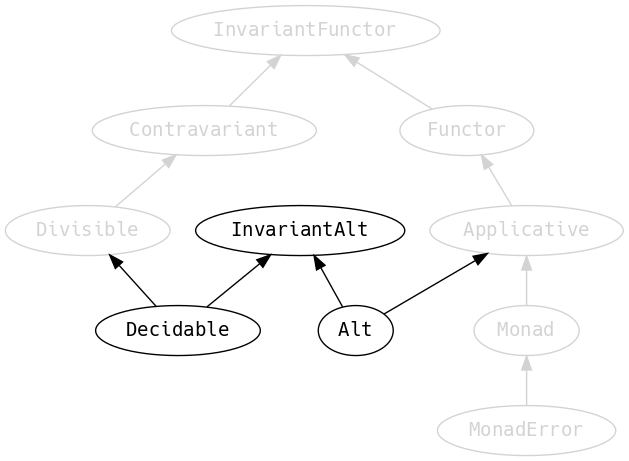 InvariantFunctor
Contravariant
Functor
Divisible
InvariantAlt
Applicative
Decidable
Alt
Monad
MonadError